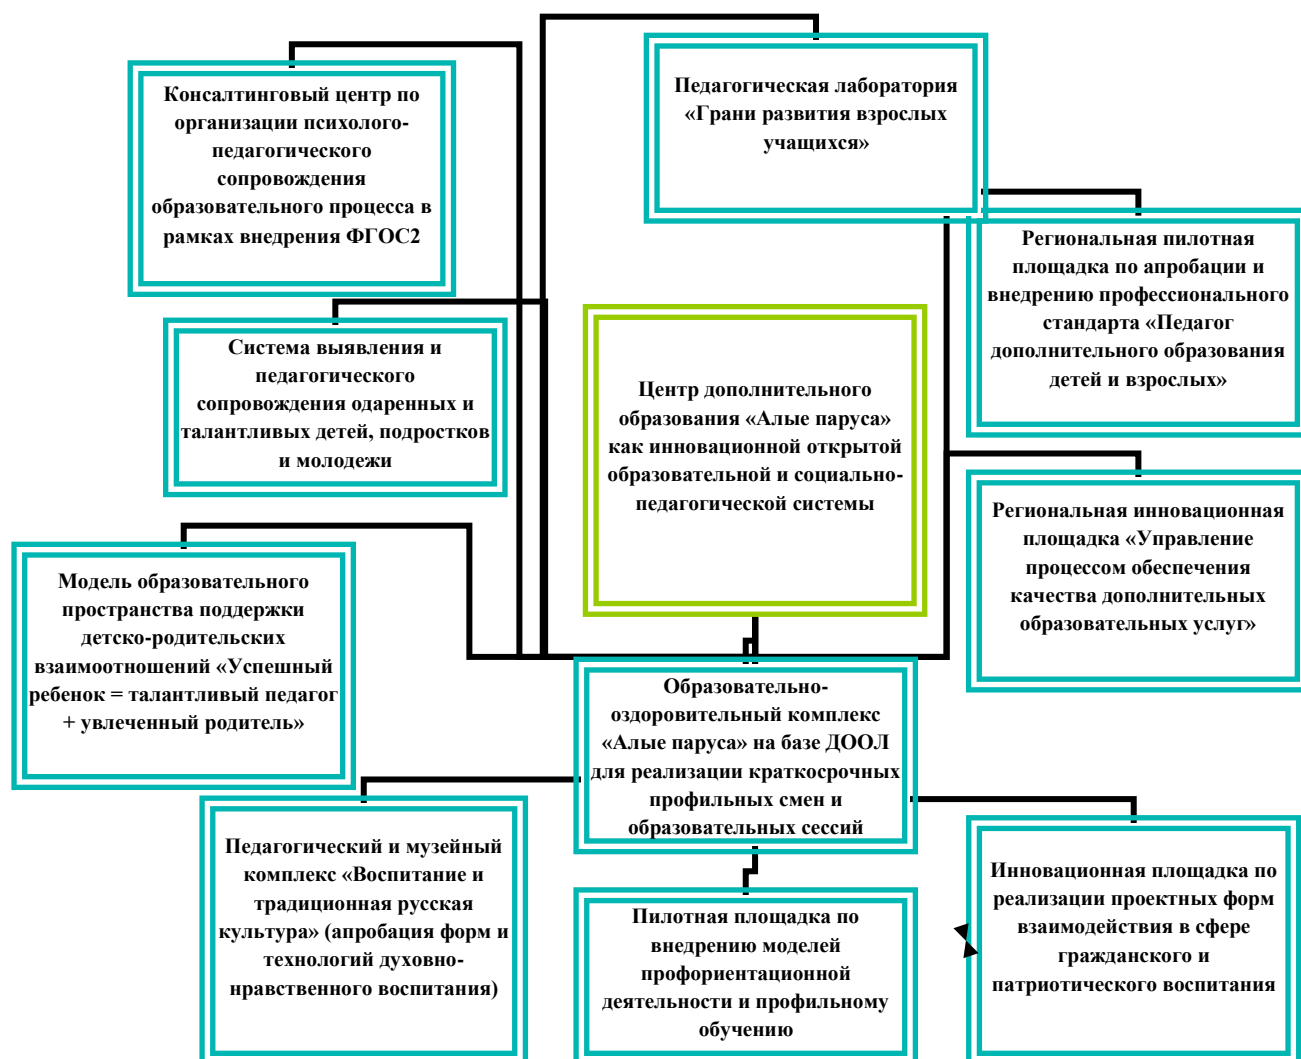 Консалтинговый центр по
организации психолого-
педагогического
сопровождения
образовательного процесса в
рамках внедрения ФГОС2
Педагогическая лаборатория
«Грани развития взрослых
учащихся»
Региональная пилотная
площадка по апробации и
внедрению профессионального
стандарта «Педагог
дополнительного образования
детей и взрослых»
Система выявления и
педагогического
сопровождения одаренных и
талантливых детей, подростков
и молодежи
Центр дополнительного
образования «Алые паруса»
как инновационной открытой
образовательной и социально-
педагогической системы
Региональная инновационная
площадка «Управление
процессом обеспечения
качества дополнительных
образовательных услуг»
Модель образовательного
пространства поддержки
детско-родительских
взаимоотношений «Успешный
ребенок = талантливый педагог
+ увлеченный родитель»
Образовательно-
оздоровительный комплекс
«Алые паруса» на базе ДООЛ
для реализации краткосрочных
профильных смен и
образовательных сессий
Педагогический и музейный
комплекс «Воспитание и
традиционная русская
культура» (апробация форм и
технологий духовно-
нравственного воспитания)
Пилотная площадка по
внедрению моделей
профориентационной
деятельности и профильному
обучению
Инновационная площадка по
реализации проектных форм
взаимодействия в сфере
гражданского и
патриотического воспитания